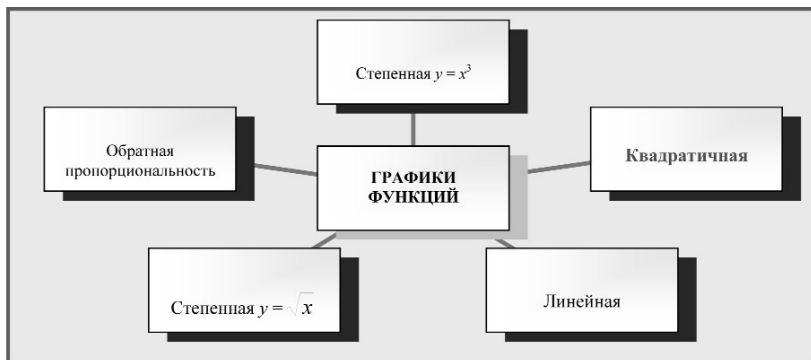 Степенная y = x³
Обратная
пропорциональность
Квадратичная
ГРАФИКИ
ФУНКЦИЙ
Степенная y = √x
Линейная